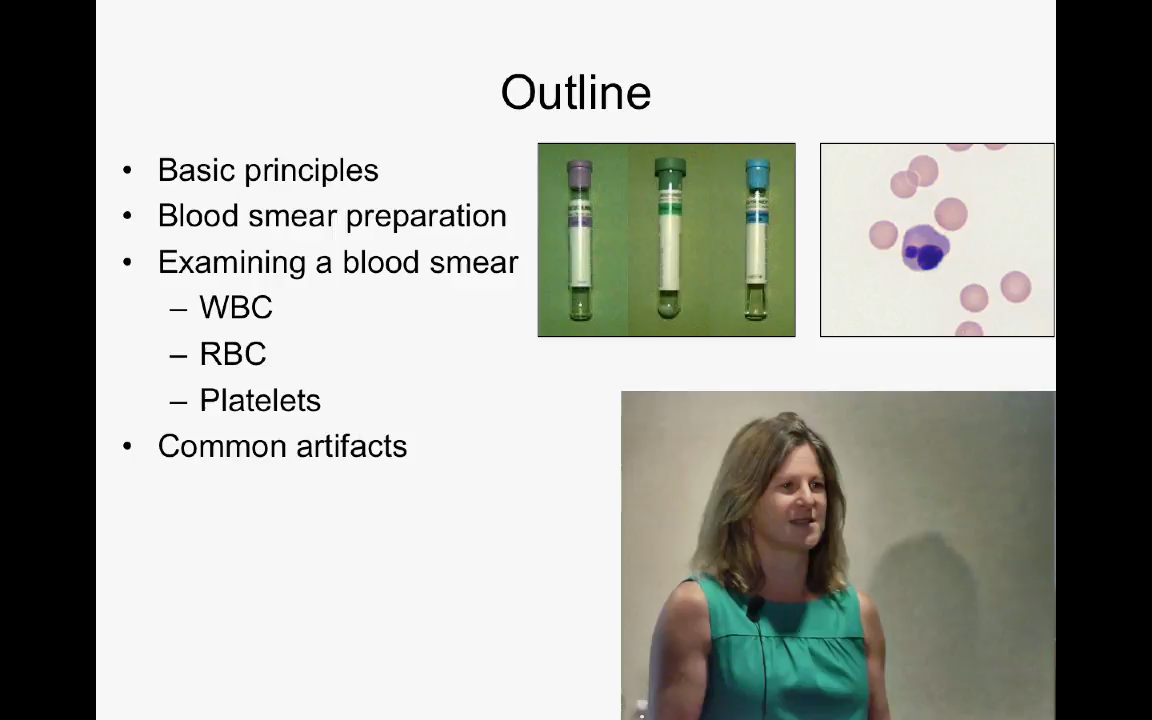 Outline
• Basic principles
• Blood smear preparation
• Examining a blood smear
– WBC
– RBC
– Platelets
• Common artifacts